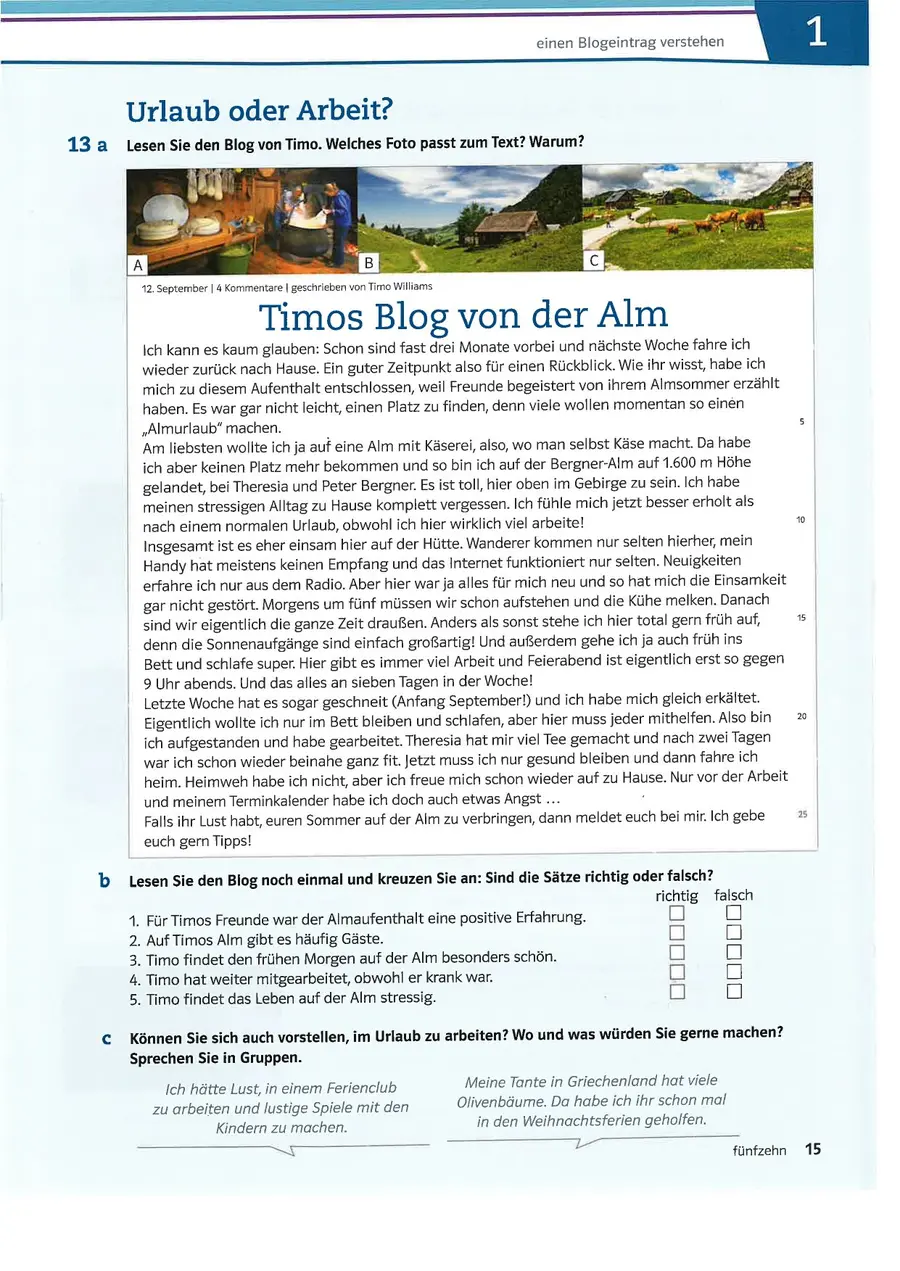 einen Blogeintrag verstehen
1
Urlaub oder Arbeit?
13 a Lesen Sie den Blog von Timo. Welches Foto passt zum Text? Warum?
A
B
C
12. September | 4 Kommentare | geschrieben von Timo Williams
Timos Blog von der Alm
Ich kann es kaum glauben: Schon sind fast drei Monate vorbei und nächste Woche fahre ich
wieder zurück nach Hause. Ein guter Zeitpunkt also für einen Rückblick. Wie ihr wisst, habe ich
mich zu diesem Aufenthalt entschlossen, weil Freunde begeistert von ihrem Almsommer erzählt
haben. Es war gar nicht leicht, einen Platz zu finden, denn viele wollen momentan so einen
„Almurlaub" machen. 5
Am liebsten wollte ich ja auf eine Alm mit Käserei, also, wo man selbst Käse macht. Da habe
ich aber keinen Platz mehr bekommen und so bin ich auf der Bergner-Alm auf 1.600 m Höhe
gelandet, bei Theresia und Peter Bergner. Es ist toll, hier oben im Gebirge zu sein. Ich habe
meinen stressigen Alltag zu Hause komplett vergessen. Ich fühle mich jetzt besser erholt als
nach einem normalen Urlaub, obwohl ich hier wirklich viel arbeite! 10
Insgesamt ist es eher einsam hier auf der Hütte. Wanderer kommen nur selten hierher, mein
Handy hat meistens keinen Empfang und das Internet funktioniert nur selten. Neuigkeiten
erfahre ich nur aus dem Radio. Aber hier war ja alles für mich neu und so hat mich die Einsamkeit
gar nicht gestört. Morgens um fünf müssen wir schon aufstehen und die Kühe melken. Danach
sind wir eigentlich die ganze Zeit draußen. Anders als sonst stehe ich hier total gern früh auf, 15
denn die Sonnenaufgänge sind einfach großartig! Und außerdem gehe ich ja auch früh ins
Bett und schlafe super. Hier gibt es immer viel Arbeit und Feierabend ist eigentlich erst so gegen
9 Uhr abends. Und das alles an sieben Tagen in der Woche!
Letzte Woche hat es sogar geschneit (Anfang September!) und ich habe mich gleich erkältet.
Eigentlich wollte ich nur im Bett bleiben und schlafen, aber hier muss jeder mithelfen. Also bin 20
ich aufgestanden und habe gearbeitet. Theresia hat mir viel Tee gemacht und nach zwei Tagen
war ich schon wieder beinahe ganz fit. Jetzt muss ich nur gesund bleiben und dann fahre ich
heim. Heimweh habe ich nicht, aber ich freue mich schon wieder auf zu Hause. Nur vor der Arbeit
und meinem Terminkalender habe ich doch auch etwas Angst …
Falls ihr Lust habt, euren Sommer auf der Alm zu verbringen, dann meldet euch bei mir. Ich gebe 25
euch gern Tipps!
b Lesen Sie den Blog noch einmal und kreuzen Sie an: Sind die Sätze richtig oder falsch?
richtig falsch
1. Für Timos Freunde war der Almaufenthalt eine positive Erfahrung.
2. Auf Timos Alm gibt es häufig Gäste.
3. Timo findet den frühen Morgen auf der Alm besonders schön.
4. Timo hat weiter mitgearbeitet, obwohl er krank war.
5. Timo findet das Leben auf der Alm stressig.
c Können Sie sich auch vorstellen, im Urlaub zu arbeiten? Wo und was würden Sie gerne machen?
Sprechen Sie in Gruppen.
Ich hätte Lust, in einem Ferienclub
zu arbeiten und lustige Spiele mit den
Kindern zu machen.
Meine Tante in Griechenland hat viele
Olivenbäume. Da habe ich ihr schon mal
in den Weihnachtsferien geholfen.
fünfzehn 15